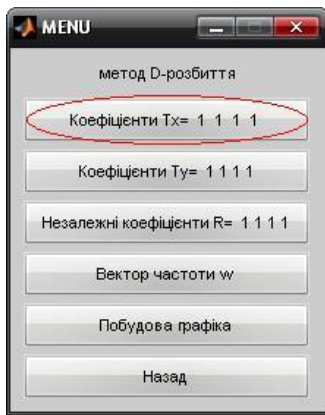 MENU
метод D-розбиття
Коефіцієнти Tx= 1 1 1 1
Коефіцієнти Ty= 1 1 1 1
Незалежні коефіцієнти R= 1 1 1 1
Вектор частоти w
Побудова графіка
Назад